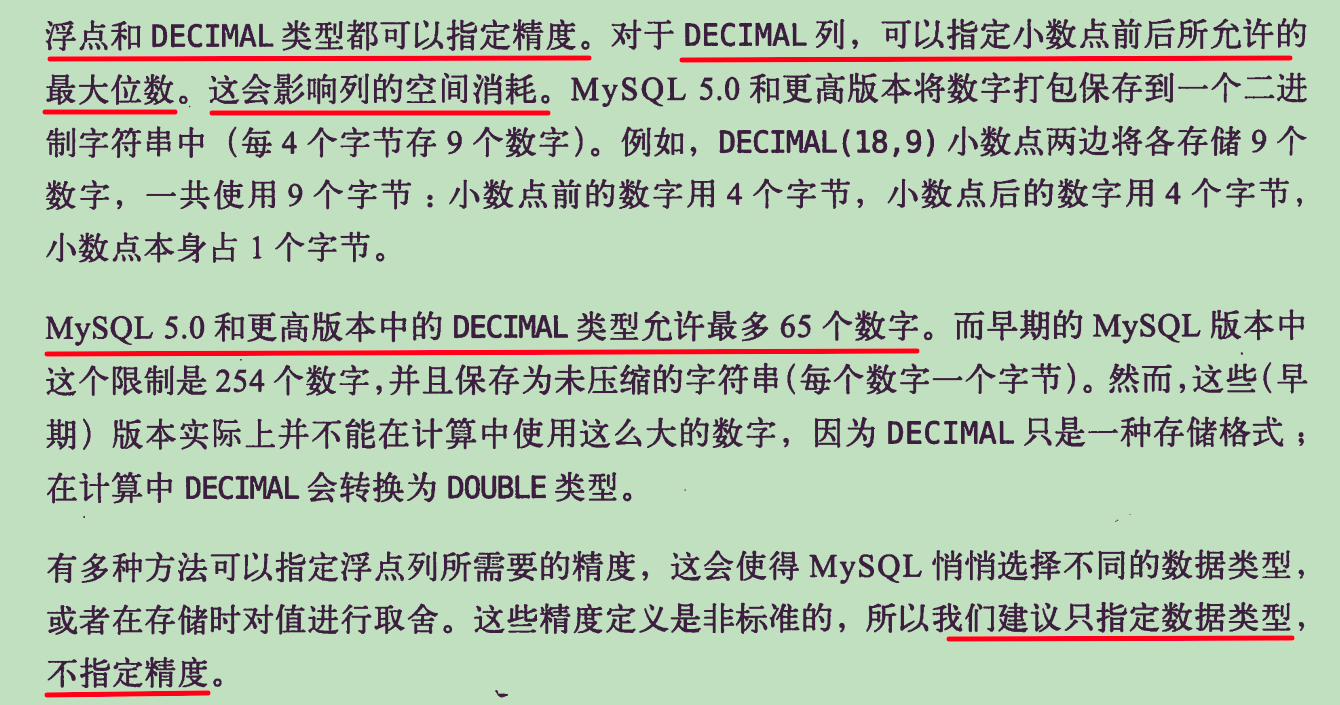 浮点和 DECIMAL 类型都可以指定精度。对于 DECIMAL 列，可以指定小数点前后所允许的
最大位数。这会影响列的空间消耗。MySQL 5.0 和更高版本将数字打包保存到一个二进
制字符串中（每 4 个字节存 9 个数字）。例如，DECIMAL(18,9) 小数点两边将各存储 9 个
数字，一共使用 9 个字节：小数点前的数字用 4 个字节，小数点后的数字用 4 个字节，
小数点本身占 1 个字节。
MySQL 5.0 和更高版本中的 DECIMAL 类型允许最多 65 个数字。而早期的 MySQL 版本中
这个限制是 254 个数字，并且保存为未压缩的字符串（每个数字一个字节）。然而，这些（早
期）版本实际上并不能在计算中使用这么大的数字，因为 DECIMAL 只是一种存储格式；
在计算中 DECIMAL 会转换为 DOUBLE 类型。
有多种方法可以指定浮点列所需要的精度，这会使得 MySQL 悄悄选择不同的数据类型，
或者在存储时对值进行取舍。这些精度定义是非标准的，所以我们建议只指定数据类型，
不指定精度。